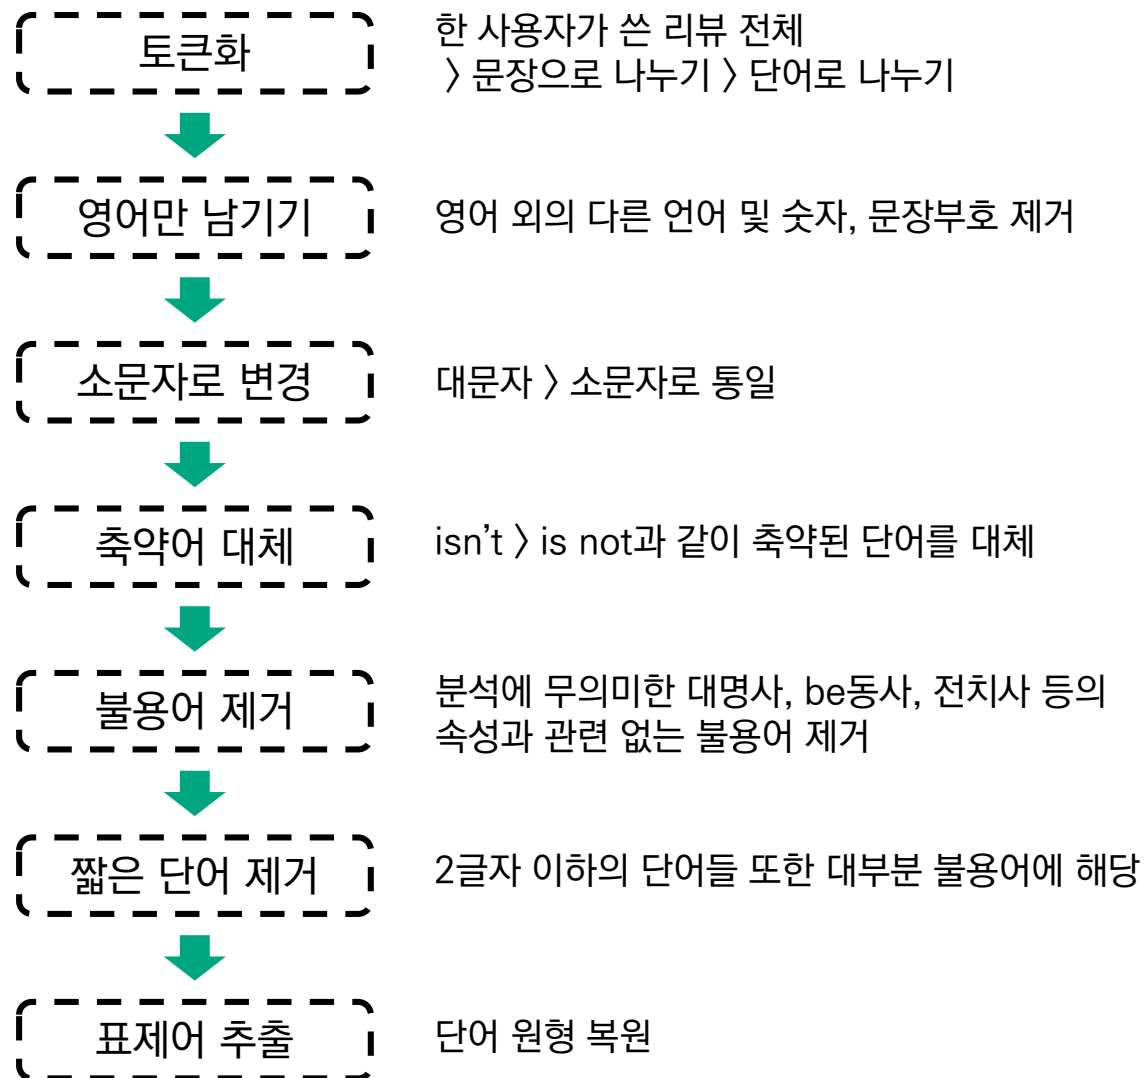 토큰화
한 사용자가 쓴 리뷰 전체
〉문장으로 나누기 〉단어로 나누기
영어만 남기기
영어 외의 다른 언어 및 숫자, 문장부호 제거
소문자로 변경
대문자 〉소문자로 통일
축약어 대체
isn’t 〉is not과 같이 축약된 단어를 대체
불용어 제거
분석에 무의미한 대명사, be동사, 전치사 등의
속성과 관련 없는 불용어 제거
짧은 단어 제거
2글자 이하의 단어들 또한 대부분 불용어에 해당
표제어 추출
단어 원형 복원